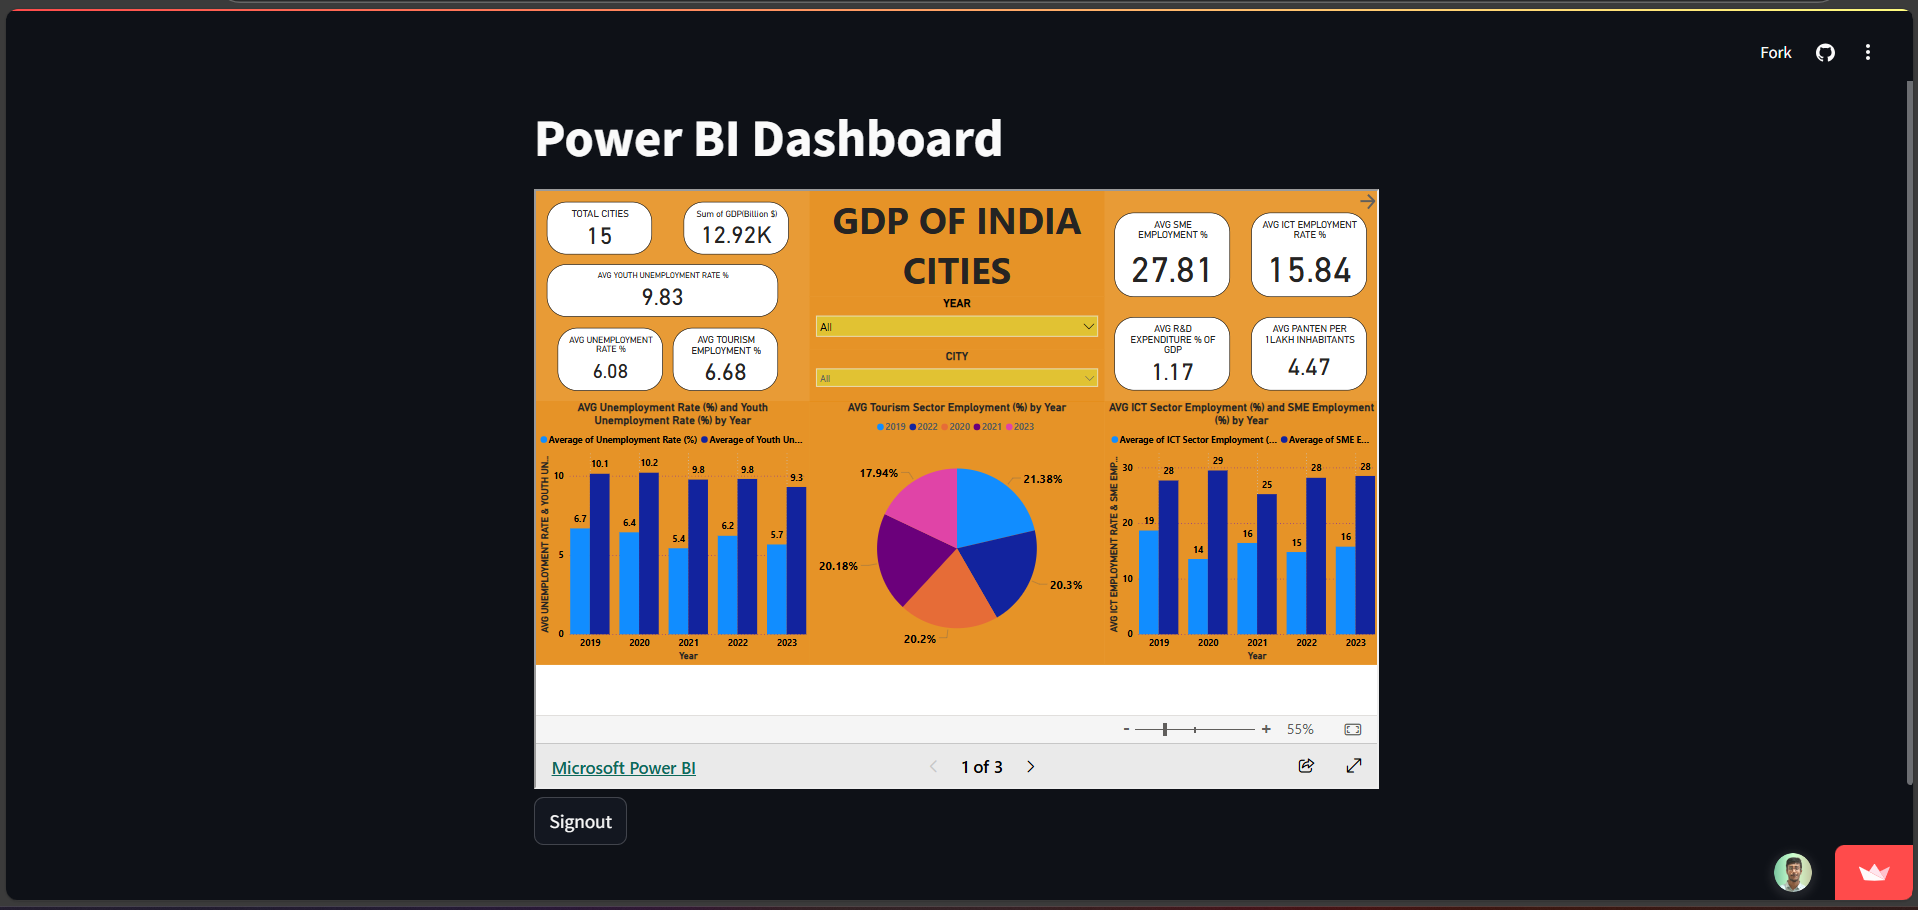 Fork
Power BI Dashboard
TOTAL CITIES
15
Sum of GDP(Billion $)
12.92K
AVG YOUTH UNEMPLOYMENT RATE %
9.83
AVG UNEMPLOYMENT
RATE %
6.08
AVG TOURISM
EMPLOYMENT %
6.68
GDP OF INDIA
CITIES
YEAR
All
CITY
All
AVG SME
EMPLOYMENT %
27.81
AVG ICT EMPLOYMENT
RATE %
15.84
AVG R&D
EXPENDITURE % OF
GDP
1.17
AVG PANTEN PER
1LAKH INHABITANTS
4.47
AVG Unemployment Rate (%) and Youth
Unemployment Rate (%) by Year
Average of Unemployment Rate (%) Average of Youth Un...
AVG UNEMPLOYMENT RATE & YOUTH UN...
10
5
0
6.7
10.1
6.4
10.2
5.4
9.8
6.2
9.8
5.7
9.3
2019 2020 2021 2022 2023
Year
AVG Tourism Sector Employment (%) by Year
2019 2022 2020 2021 2023
17.94%
21.38%
20.18%
20.3%
20.2%
AVG ICT Sector Employment (%) and SME Employment
(%) by Year
Average of ICT Sector Employment (... Average of SME E...
AVG ICT EMPLOYMENT RATE & SME EMP...
30
20
10
0
19
28
14
29
16
25
15
28
16
28
2019 2020 2021 2022 2023
Year
- + 55%
Microsoft Power BI
1 of 3
Signout